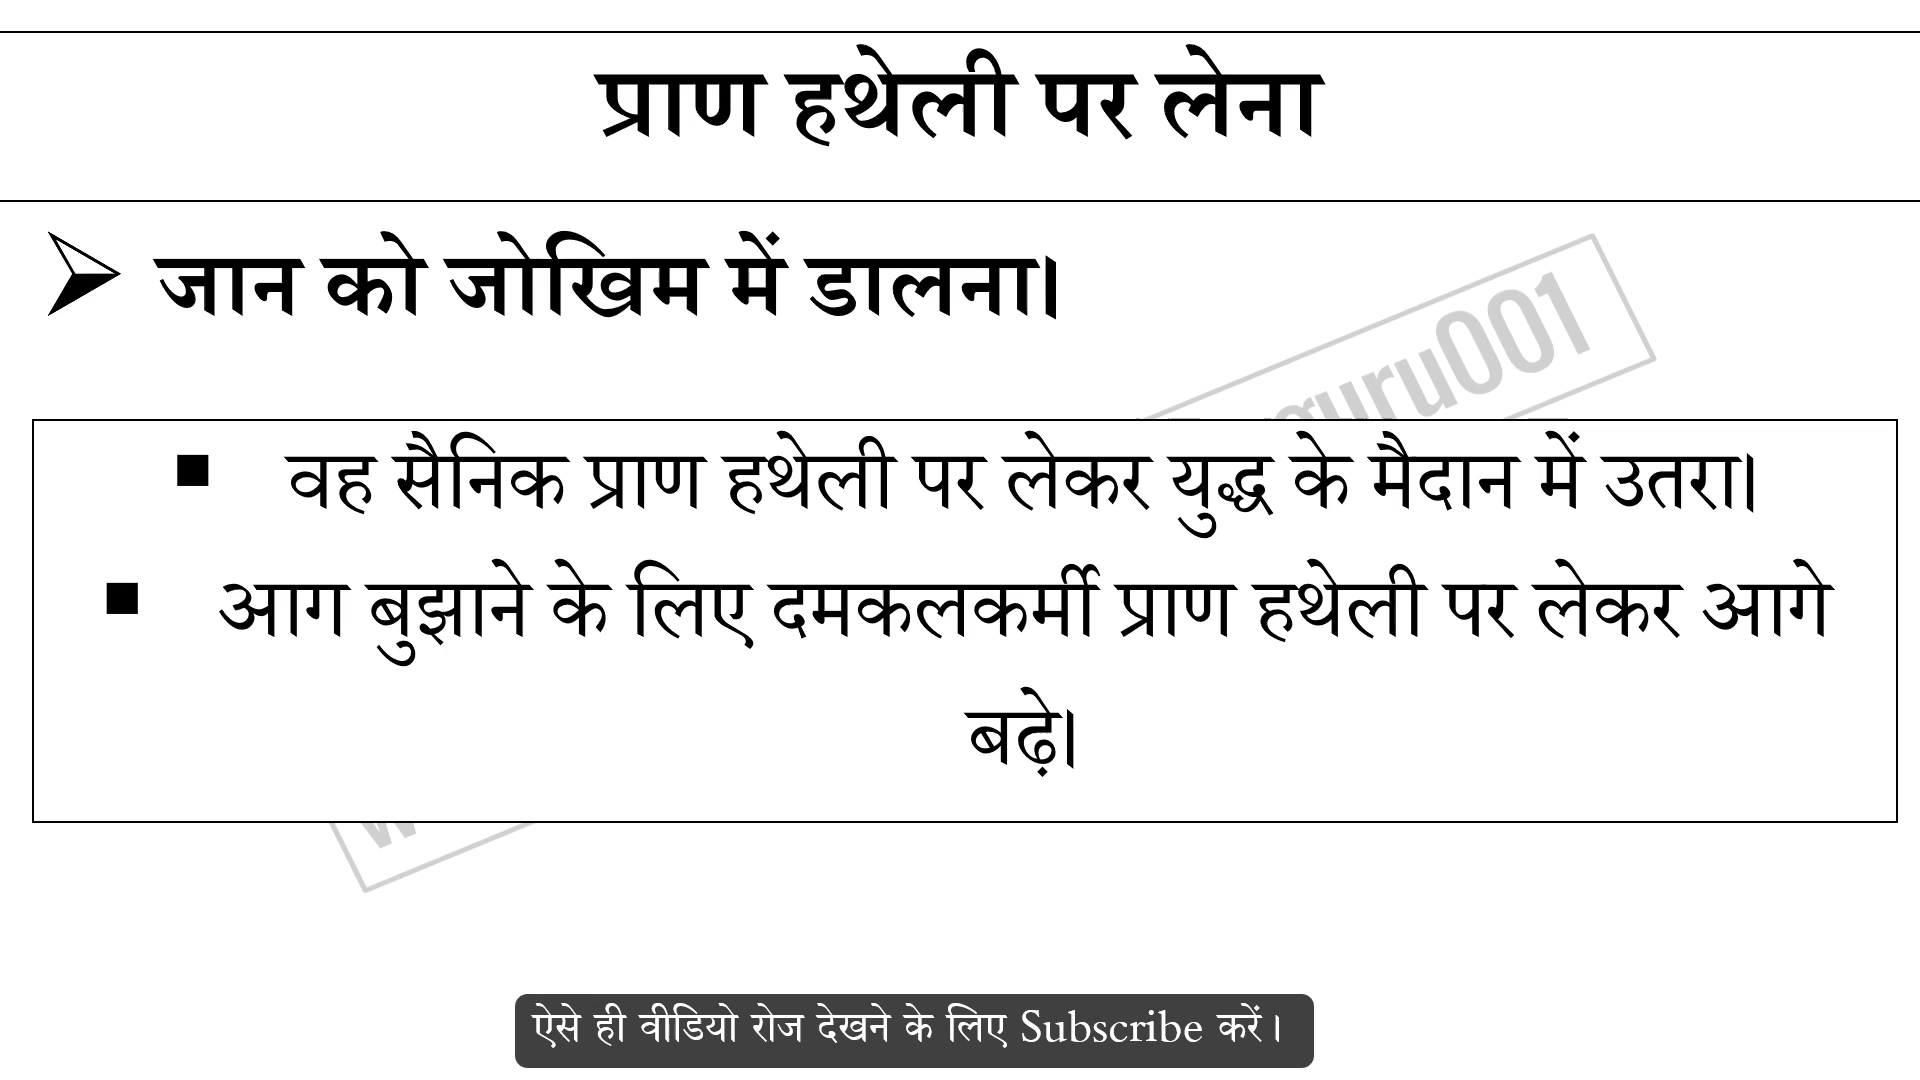 प्राण हथेली पर लेना
जान को जोखिम में डालना।
guru001
वह सैनिक प्राण हथेली पर लेकर युद्ध के मैदान में उतरा।
आग बुझाने के लिए दमकलकर्मी प्राण हथेली पर लेकर आगे
बढ़े।
ऐसे ही वीडियो रोज देखने के लिए Subscribe करें।